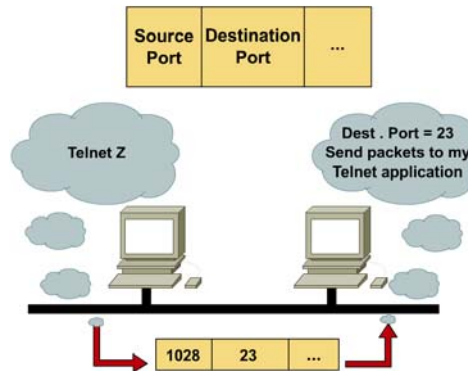 Source Port
Destination Port
...
Telnet Z
Dest . Port = 23
Send packets to my
Telnet application
1028
23
...